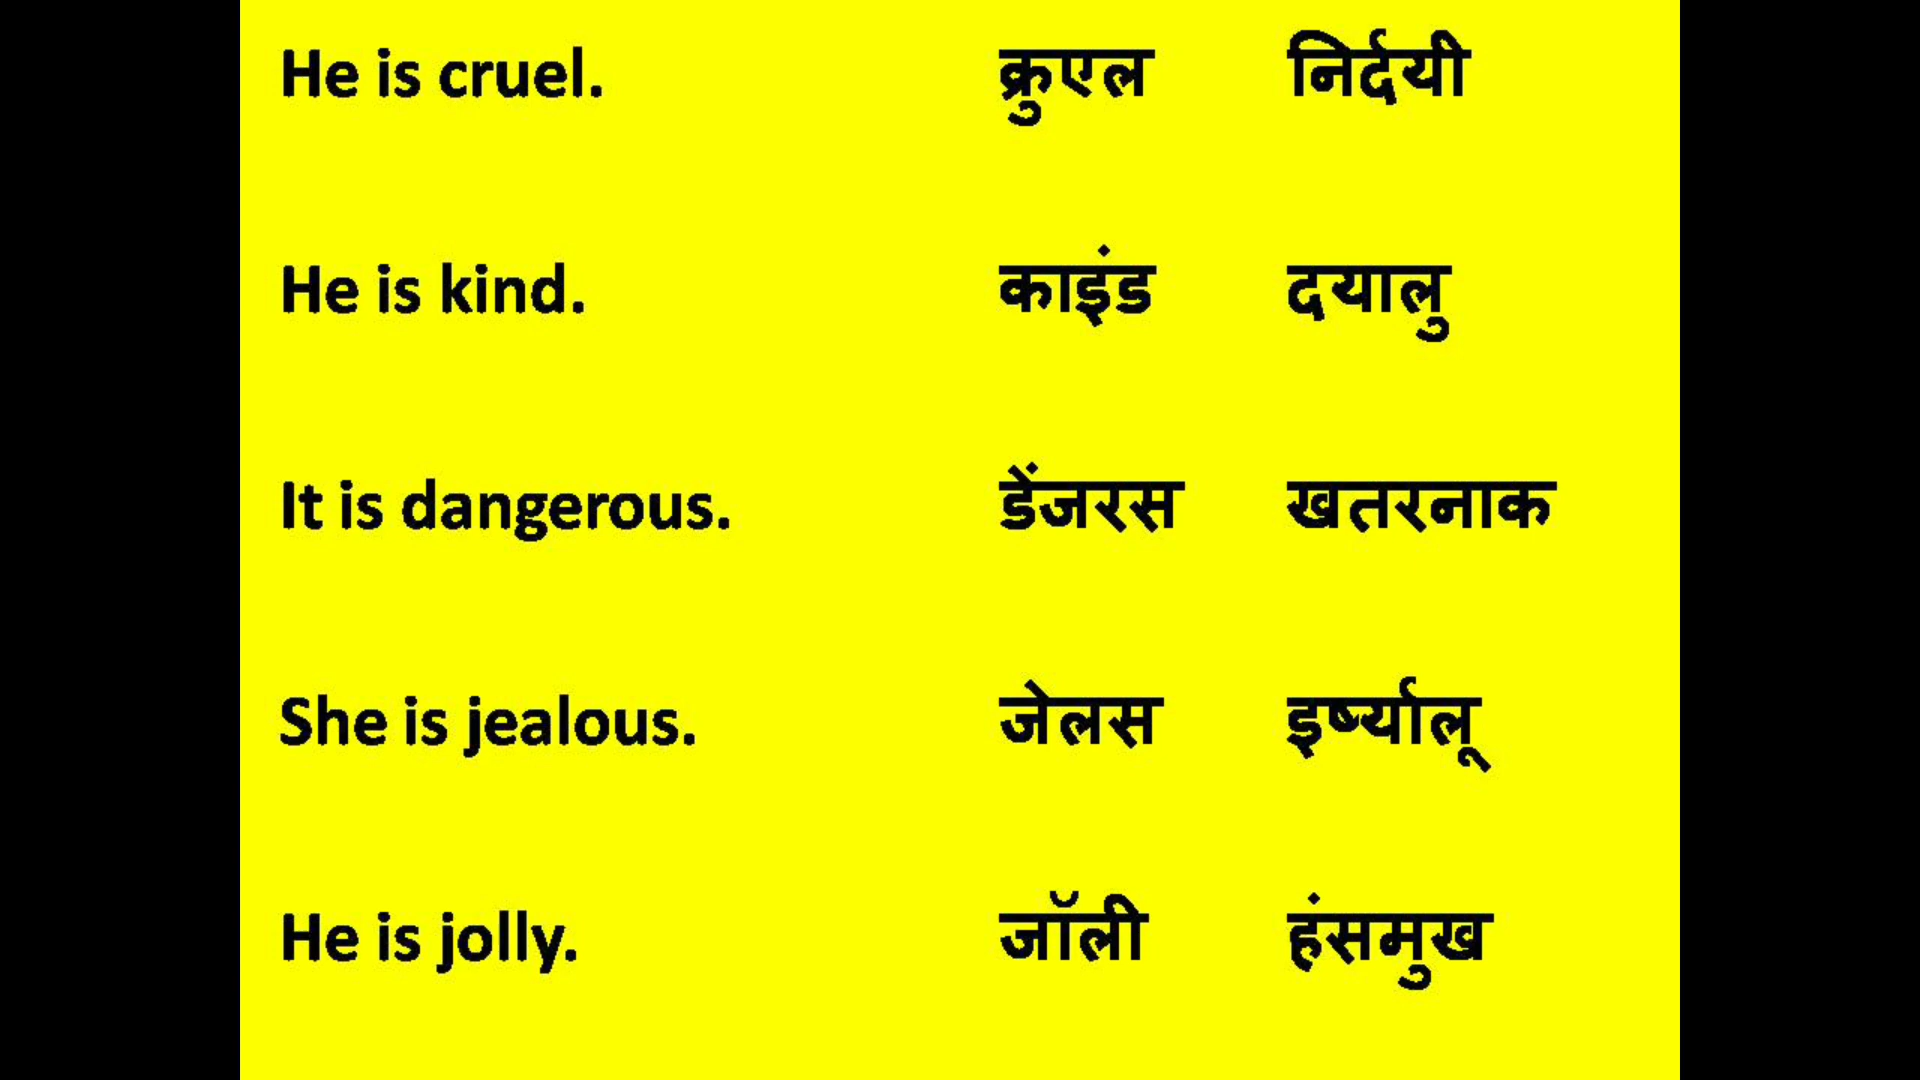 He is cruel. क्रुएल निर्दयी
He is kind. काइंड दयालु
It is dangerous. डेंजरस खतरनाक
She is jealous. जेलस इर्ष्यालू
He is jolly. जॉली हंसमुख